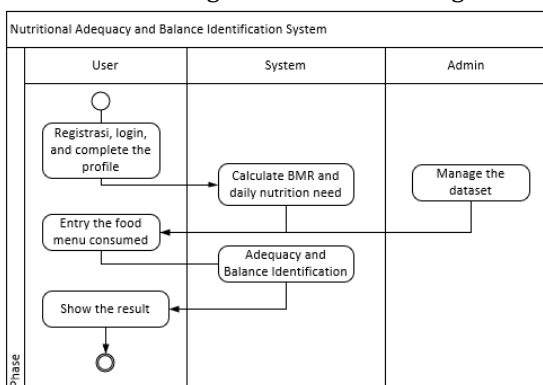 Nutritional Adequacy and Balance Identification System
User
System
Admin
Registrasi, login,
and complete the
profile
Calculate BMR and
daily nutrition need
Manage the
dataset
Entry the food
menu consumed
Adequacy and
Balance Identification
Show the result
Phase